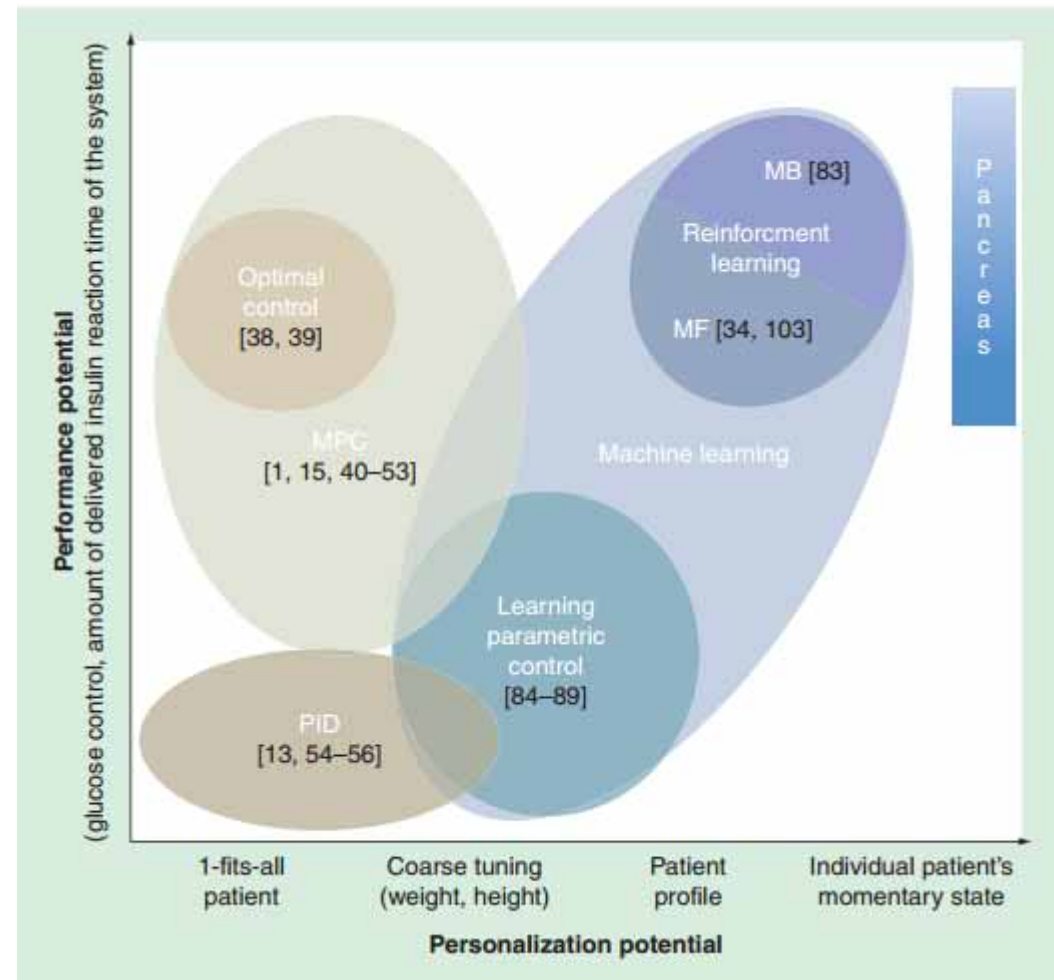 Performance potential
(glucose control, amount of delivered insulin reaction time of the system)
Optimal
control
[38, 39]
MPC
[1, 15, 40–53]
PID
[13, 54–56]
MB [83]
Reinforcment
learning
MF [34, 103]
Machine learning
Learning
parametric
control
[84–89]
Pancreas
1-fits-all
patient
Coarse tuning
(weight, height)
Patient
profile
Individual patient's
momentary state
Personalization potential